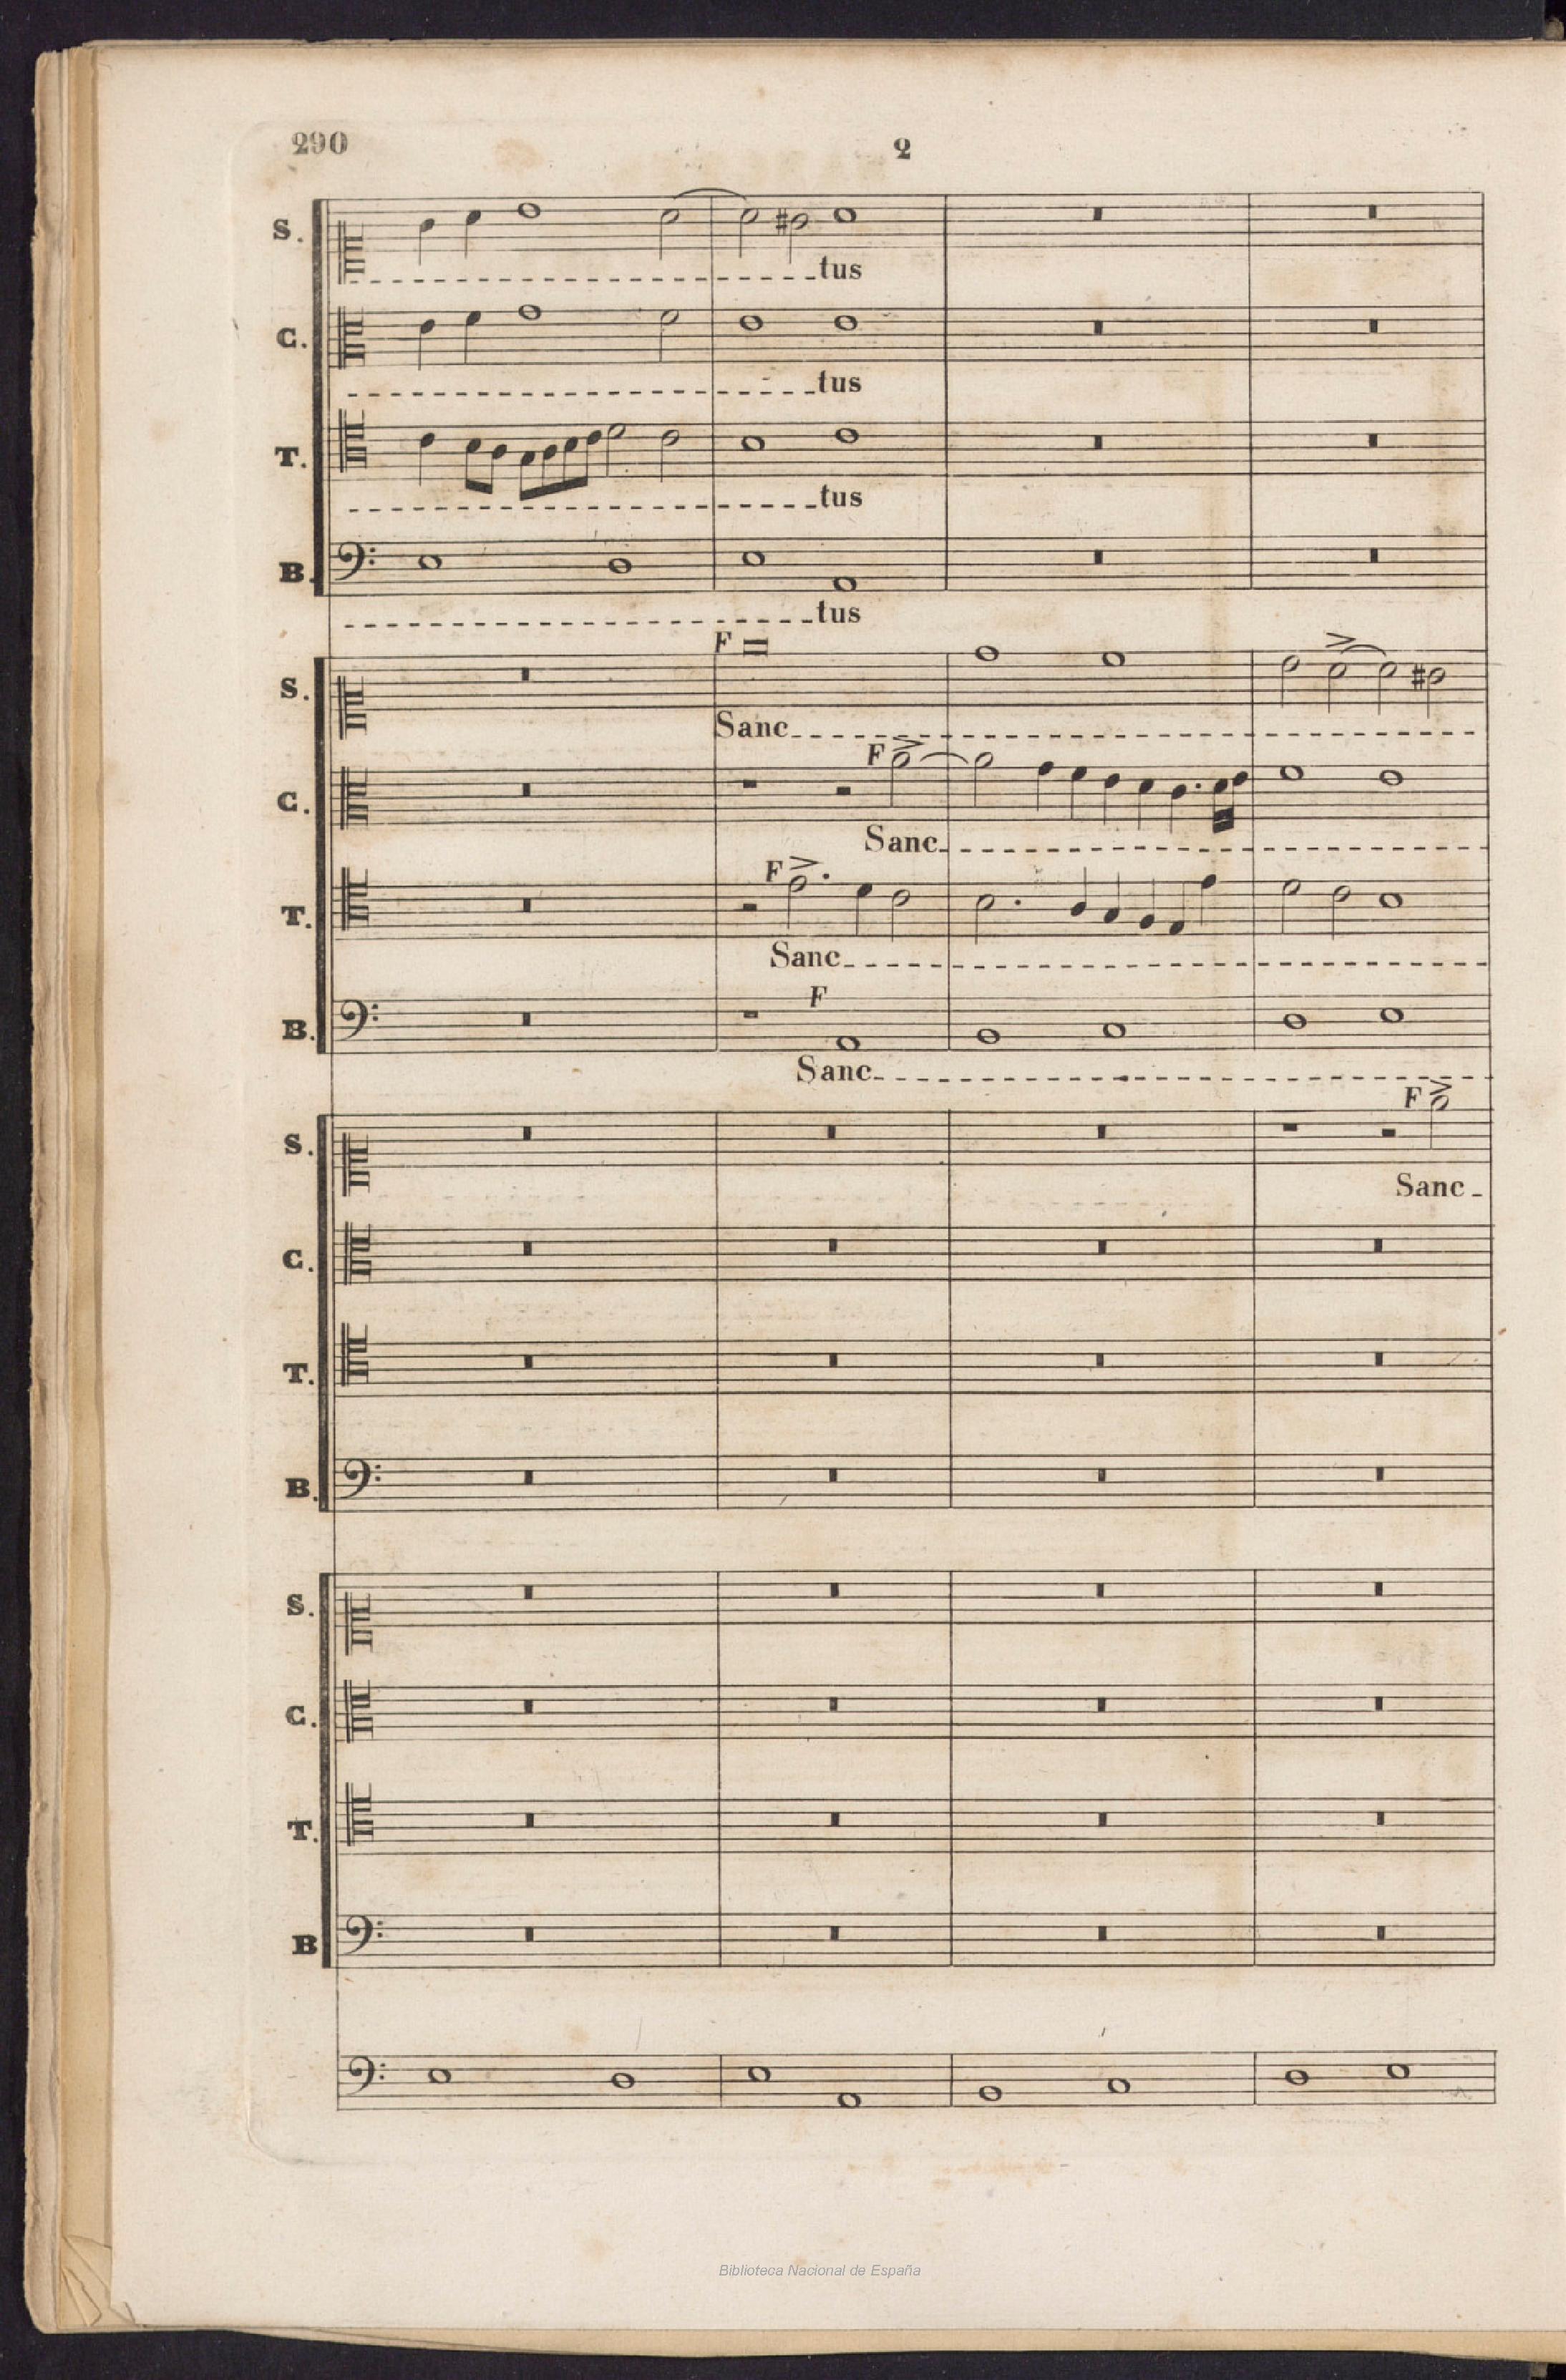 290
2
S.
- - - tus
C.
- - - tus
T.
- - - tus
B.
- - - tus
S.
F
Sanc - - -
C.
F
Sanc - - -
T.
F
Sanc - - -
B.
F
Sanc - - -
S.
F
Sanc -
C.
T.
B.
S.
C.
T.
B
Biblioteca Nacional de España